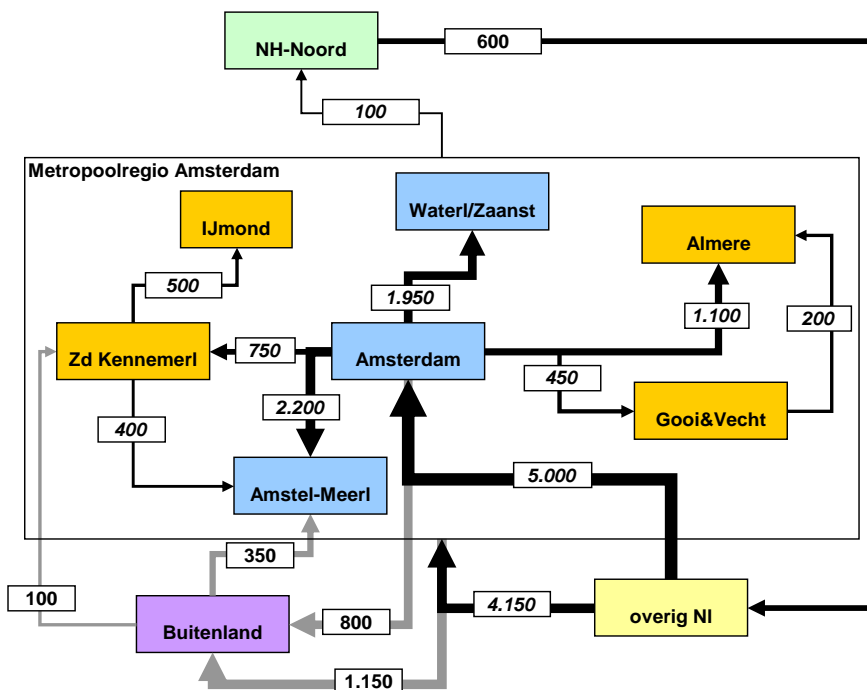 NH-Noord
600
100
Metropoolregio Amsterdam
Waterl/Zaanst
IJmond
Almere
500
1.950
1.100
200
Zd Kennemerl
750
Amsterdam
450
2.200
400
Gooi&Vecht
5.000
Amstel-Meerl
350
100
Buitenland
800
4.150
overig Nl
1.150